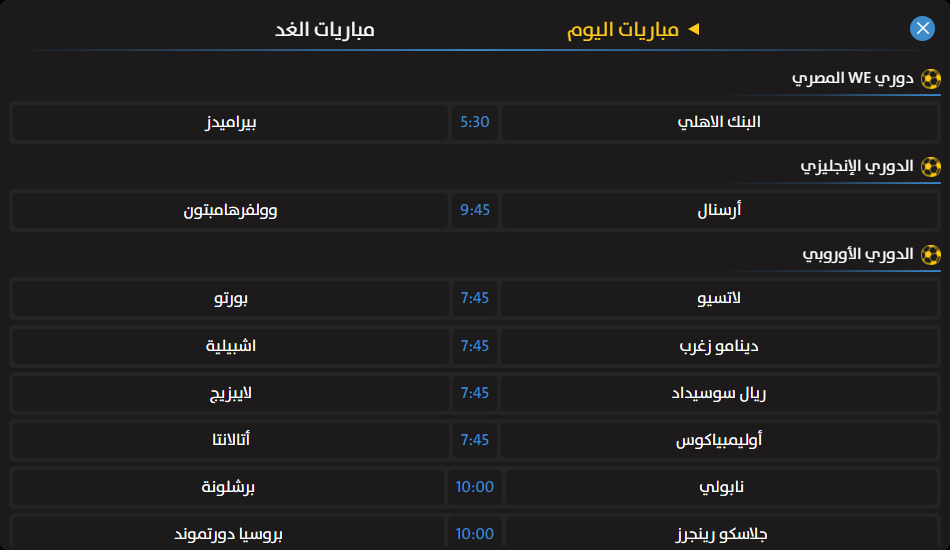 مباريات اليوم مباريات الغد
دوري WE المصري
البنك الاهلي 5:30 بيراميدز
الدوري الإنجليزي
أرسنال 9:45 وولفرهامبتون
الدوري الأوروبي
لاتسيو 7:45 بورتو
دينامو زغرب 7:45 اشبيلية
ريال سوسيداد 7:45 لايبزيج
أوليمبياكوس 7:45 أتالانتا
نابولي 10:00 برشلونة
جلاسكو رينجرز 10:00 بروسيا دورتموند